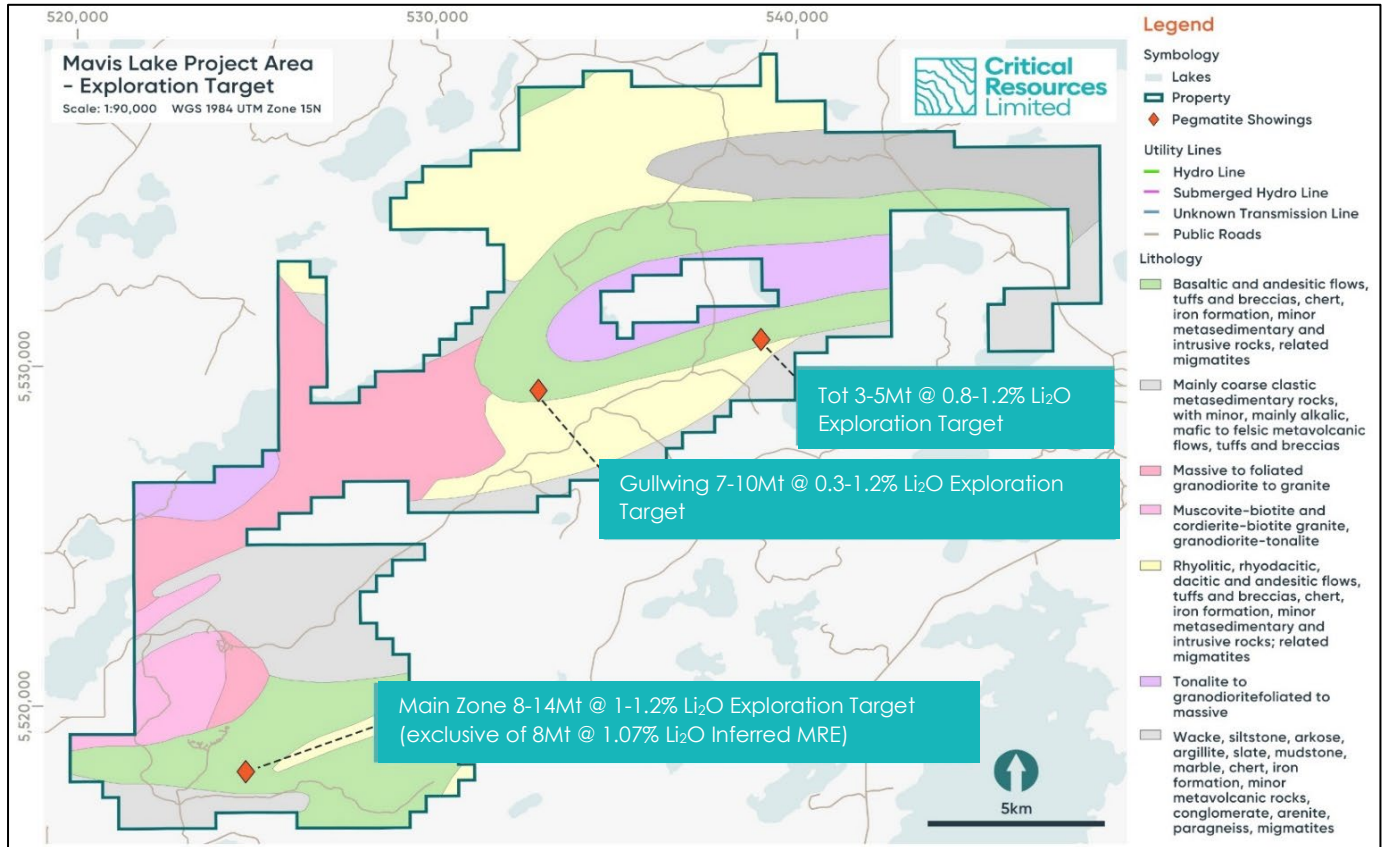 520,000
530,000
540,000
Mavis Lake Project Area
– Exploration Target
Scale: 1:90,000 WGS 1984 UTM Zone 15N
Critical
Resources
Limited
5,530,000
5,520,000
Tot 3-5Mt @ 0.8-1.2% Li₂O
Exploration Target
Gullwing 7-10Mt @ 0.3-1.2% Li₂O Exploration
Target
Main Zone 8-14Mt @ 1-1.2% Li₂O Exploration Target
(exclusive of 8Mt @ 1.07% Li₂O Inferred MRE)
5km
Legend
Symbology
Lakes
Property
Pegmatite Showings
Utility Lines
Hydro Line
Submerged Hydro Line
Unknown Transmission Line
Public Roads
Lithology
Basaltic and andesitic flows,
tuffs and breccias, chert,
iron formation, minor
metasedimentary and
intrusive rocks, related
migmatites
Mainly coarse clastic
metasedimentary rocks,
with minor, mainly alkalic,
mafic to felsic metavolcanic
flows, tuffs and breccias
Massive to foliated
granodiorite to granite
Muscovite-biotite and
cordierite-biotite granite,
granodiorite-tonalite
Rhyolitic, rhyodacitic,
dacitic and andesitic flows,
tuffs and breccias, chert,
iron formation, minor
metasedimentary and
intrusive rocks; related
migmatites
Tonalite to
granodioritefoliated to
massive
Wacke, siltstone, arkose,
argillite, slate, mudstone,
marble, chert, iron
formation, minor
metavolcanic rocks,
conglomerate, arenite,
paragneiss, migmatites